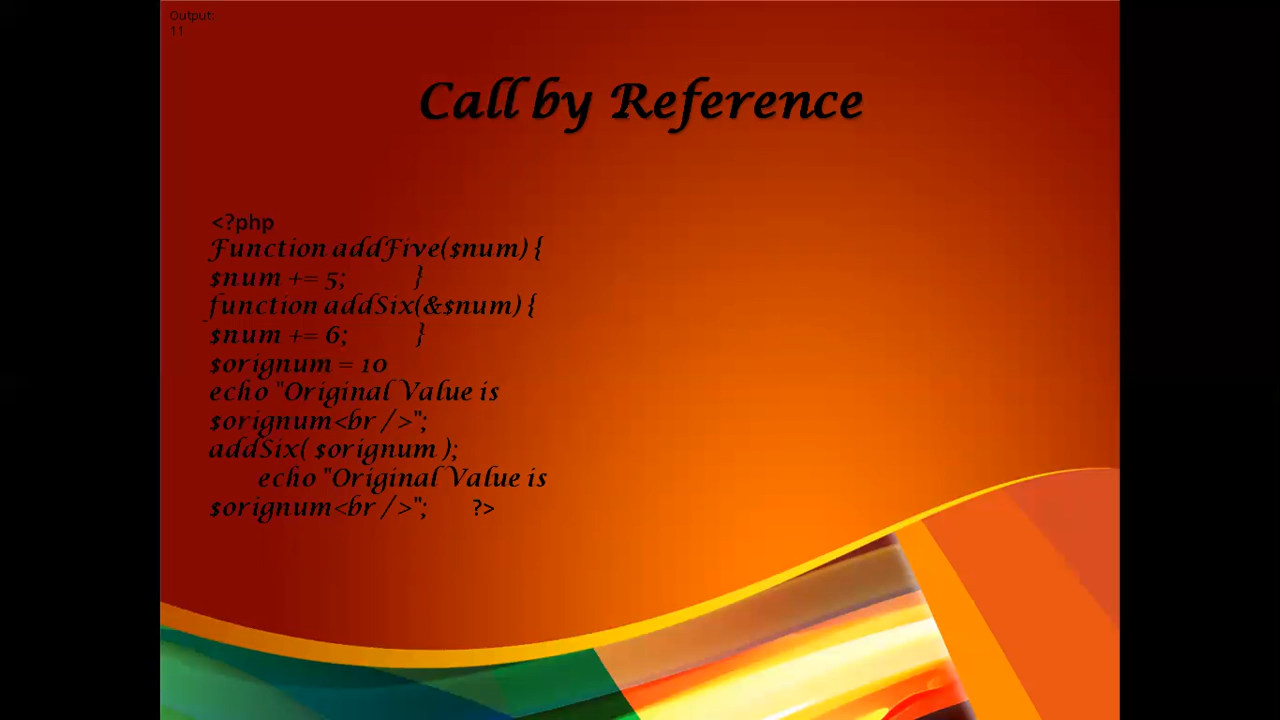 Output:
11
Call by Reference
<?php
Function addFive($num) {
$num += 5; }
function addSix(&$num) {
$num += 6; }
$orignum = 10
echo "Original Value is
$orignum<br />";
addSix( $orignum );
echo "Original Value is
$orignum<br />"; ?>